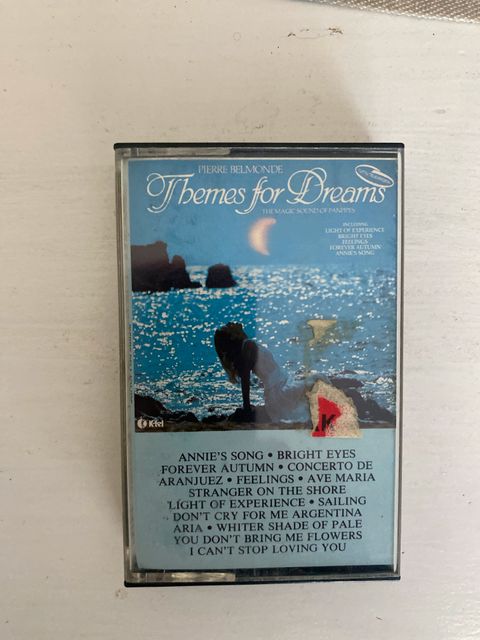 PIERRE BELMONDE
Themes for Dreams
THE MAGIC SOUND OF PANPIPES
INCLUDING
LIGHT OF EXPERIENCE
BRIGHT EYES
FEELINGS
FOREVER AUTUMN
ANNIE'S SONG
K-tel
.K
ANNIE'S SONG • BRIGHT EYES
FOREVER AUTUMN • CONCERTO DE
ARANJUEZ • FEELINGS • AVE MARIA
STRANGER ON THE SHORE
LIGHT OF EXPERIENCE • SAILING
DON'T CRY FOR ME ARGENTINA
ARIA • WHITER SHADE OF PALE
YOU DON'T BRING ME FLOWERS
I CAN'T STOP LOVING YOU